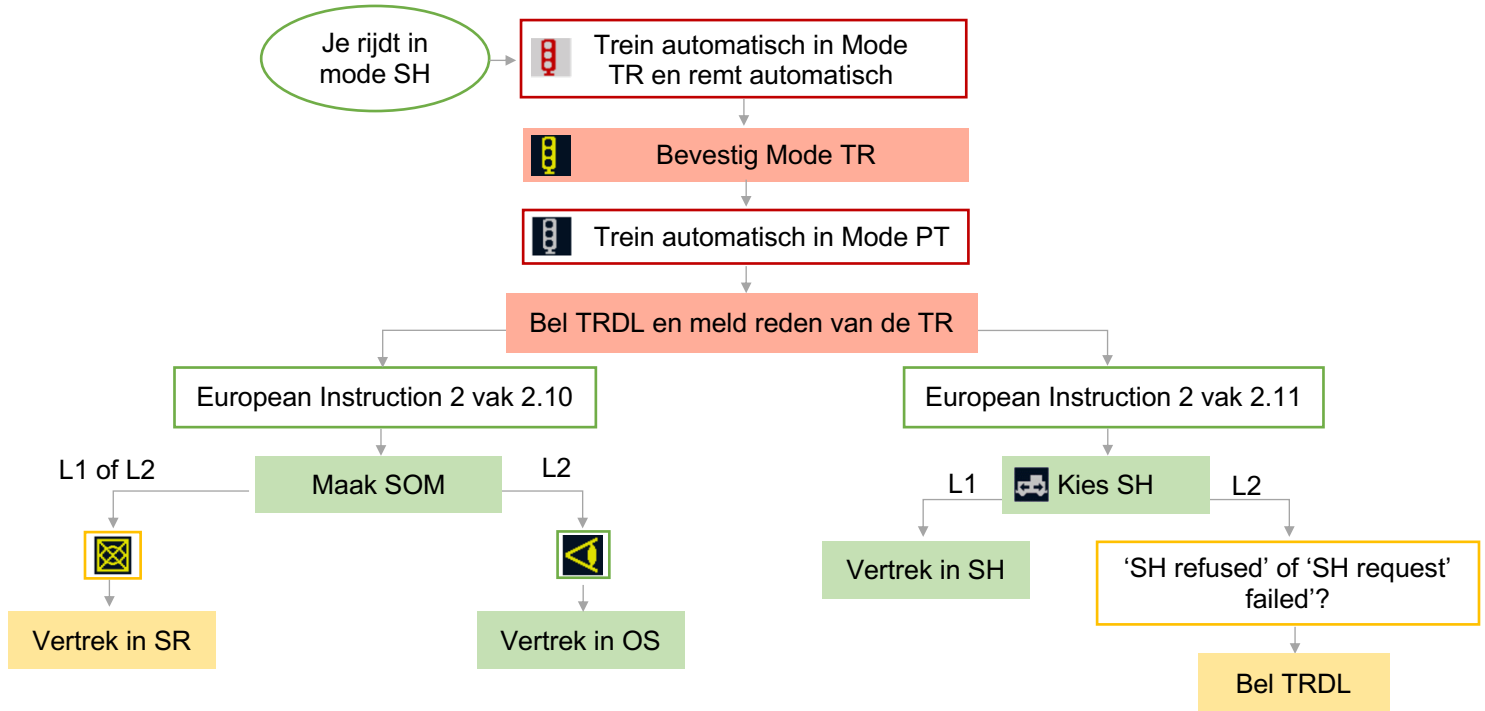 Je rijdt in
mode SH
Trein automatisch in Mode
TR en remt automatisch
Bevestig Mode TR
Trein automatisch in Mode PT
Bel TRDL en meld reden van de TR
European Instruction 2 vak 2.10
European Instruction 2 vak 2.11
L1 of L2
Maak SOM
L2
L1
Kies SH
L2
Vertrek in SH
‘SH refused’ of ‘SH request’
failed’?
Vertrek in SR
Vertrek in OS
Bel TRDL